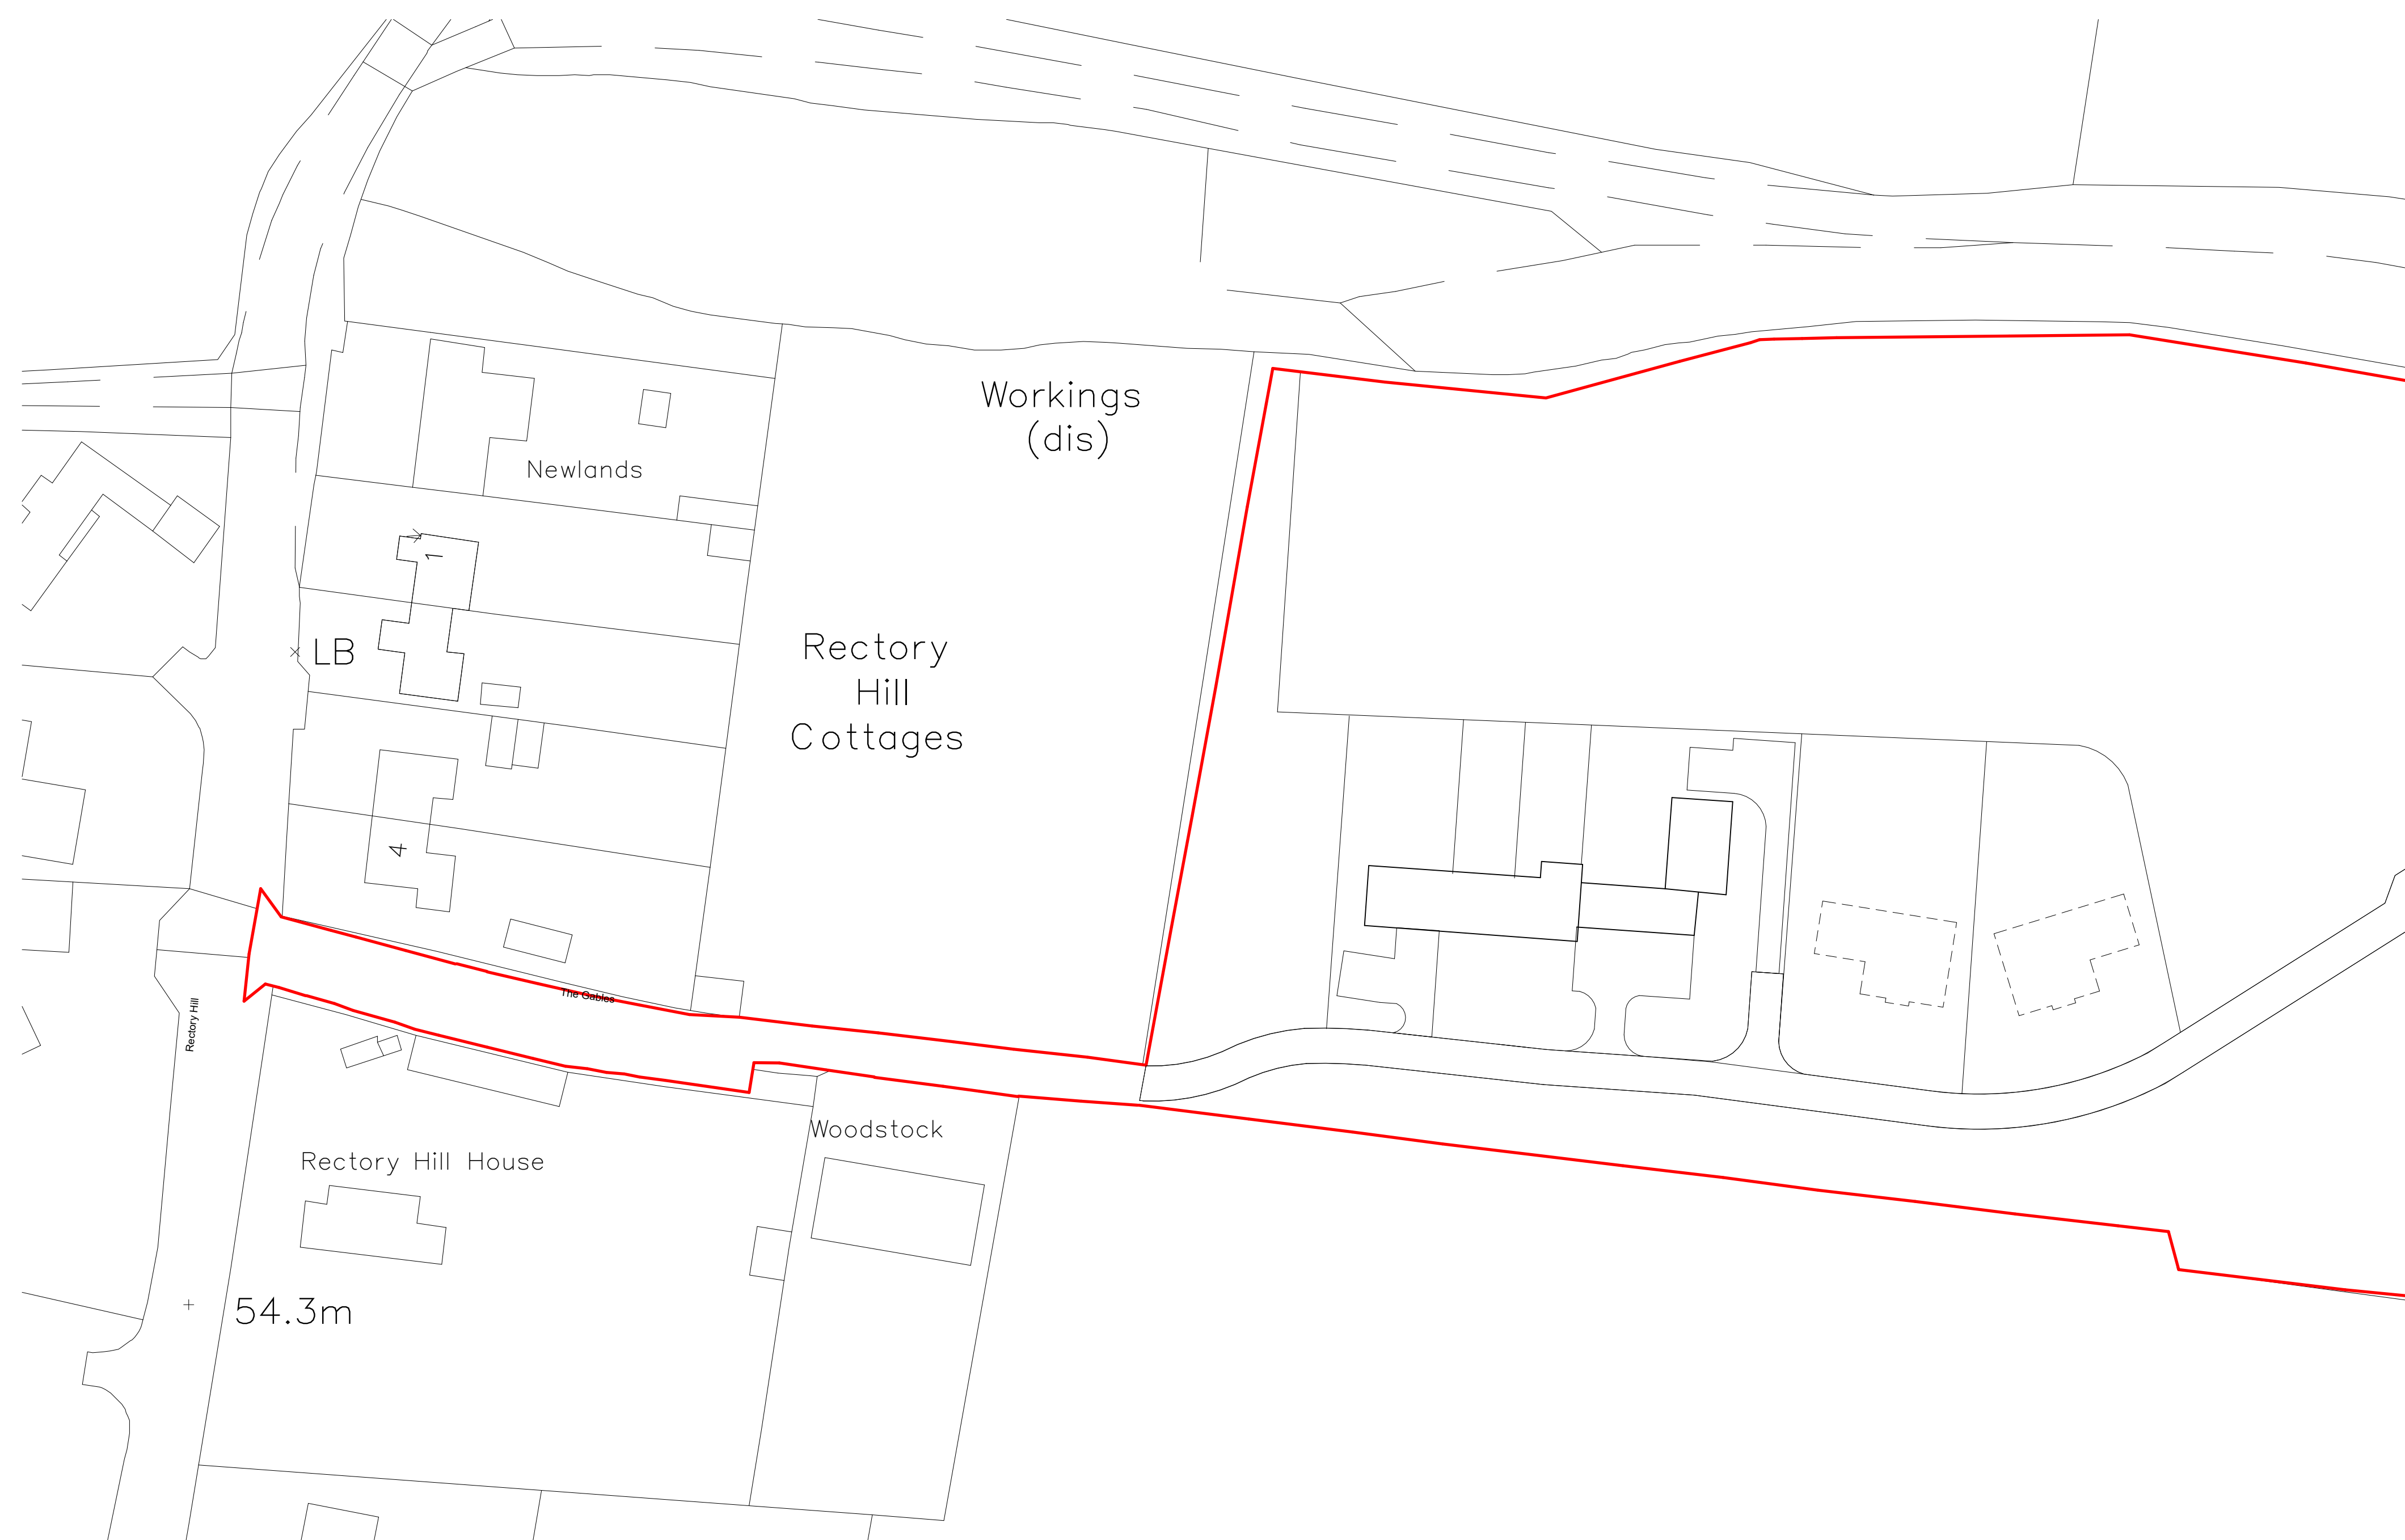 Workings
(dis)
Newlands
1
LB
Rectory
Hill
Cottages
4
The Gables
Rectory Hill
Woodstock
Rectory Hill House
54.3m